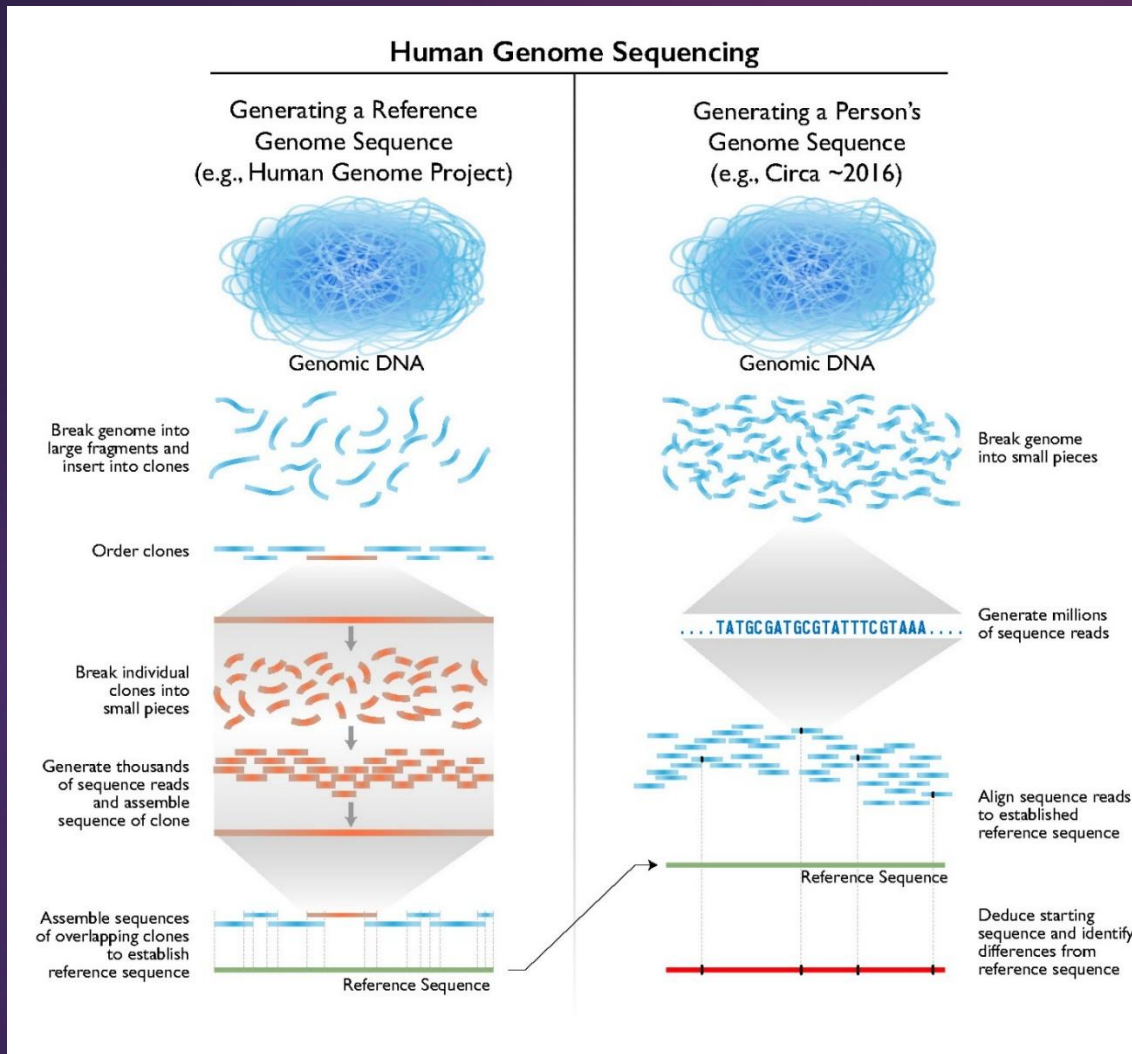 Human Genome Sequencing
Generating a Reference
Genome Sequence
(e.g., Human Genome Project)
Genomic DNA
Break genome into
large fragments and
insert into clones
Order clones
Break individual
clones into
small pieces
Generate thousands
of sequence reads
and assemble
sequence of clone
Assemble sequences
of overlapping clones
to establish
reference sequence
Reference Sequence
Generating a Person's
Genome Sequence
(e.g., Circa ~2016)
Genomic DNA
Break genome
into small pieces
....TATGCGATGCGTATTTCGTAAA....
Generate millions
of sequence reads
Align sequence reads
to established
reference sequence
Reference Sequence
Deduce starting
sequence and identify
differences from
reference sequence